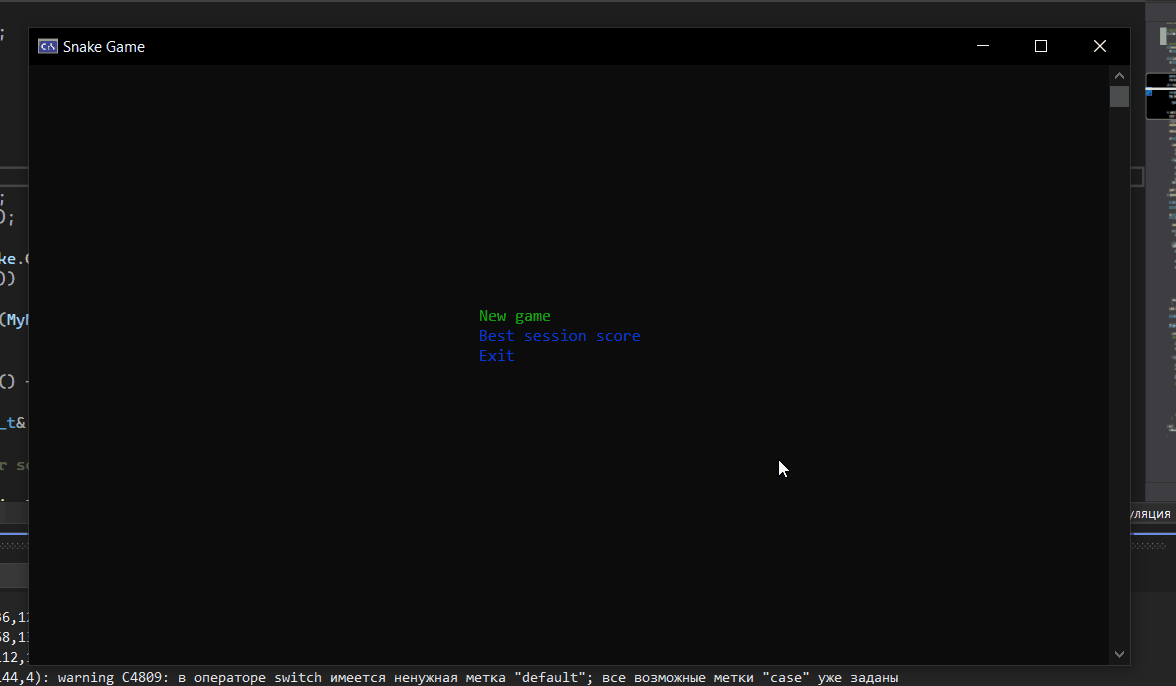 ;
Snake Game
;
);
ke.
))
(My
New game
Best session score
Exit
() -
_t&
r s
уляция
36,1
58,1
12,
144,4): warning C4809: в операторе switch имеется ненужная метка "default"; все возможные метки "case" уже заданы